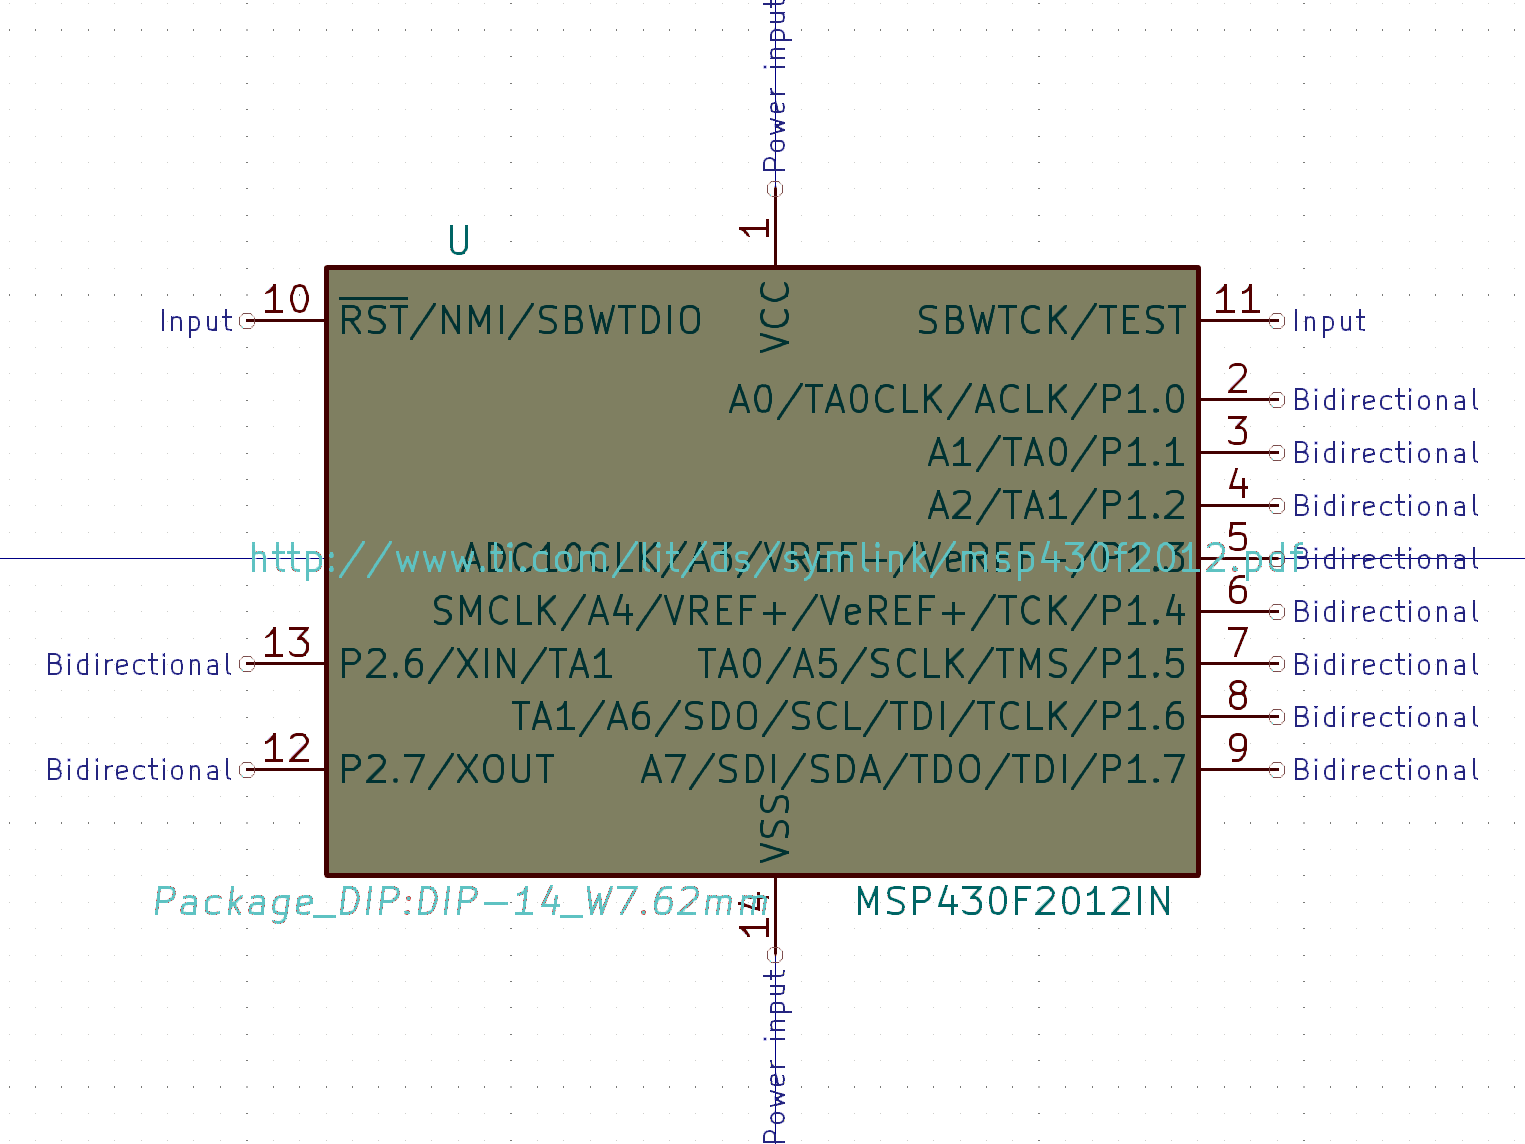 Power input
1
U
VCC
Input 10 RST/NMI/SBWTDIO SBWTCK/TEST 11 Input
A0/TA0CLK/ACLK/P1.0 2 Bidirectional
A1/TA0/P1.1 3 Bidirectional
A2/TA1/P1.2 4 Bidirectional
ADC10CLK/A3/VREF-/VeREF-/P1.3 5 Bidirectional
http://www.ti.com/lit/ds/symlink/msp430f2012.pdf
SMCLK/A4/VREF+/VeREF+/TCK/P1.4 6 Bidirectional
Bidirectional 13 P2.6/XIN/TA1 TA0/A5/SCLK/TMS/P1.5 7 Bidirectional
TA1/A6/SDO/SCL/TDI/TCLK/P1.6 8 Bidirectional
Bidirectional 12 P2.7/XOUT A7/SDI/SDA/TDO/TDI/P1.7 9 Bidirectional
VSS
Package_DIP:DIP-14_W7.62mm 14 MSP430F2012IN
Power input